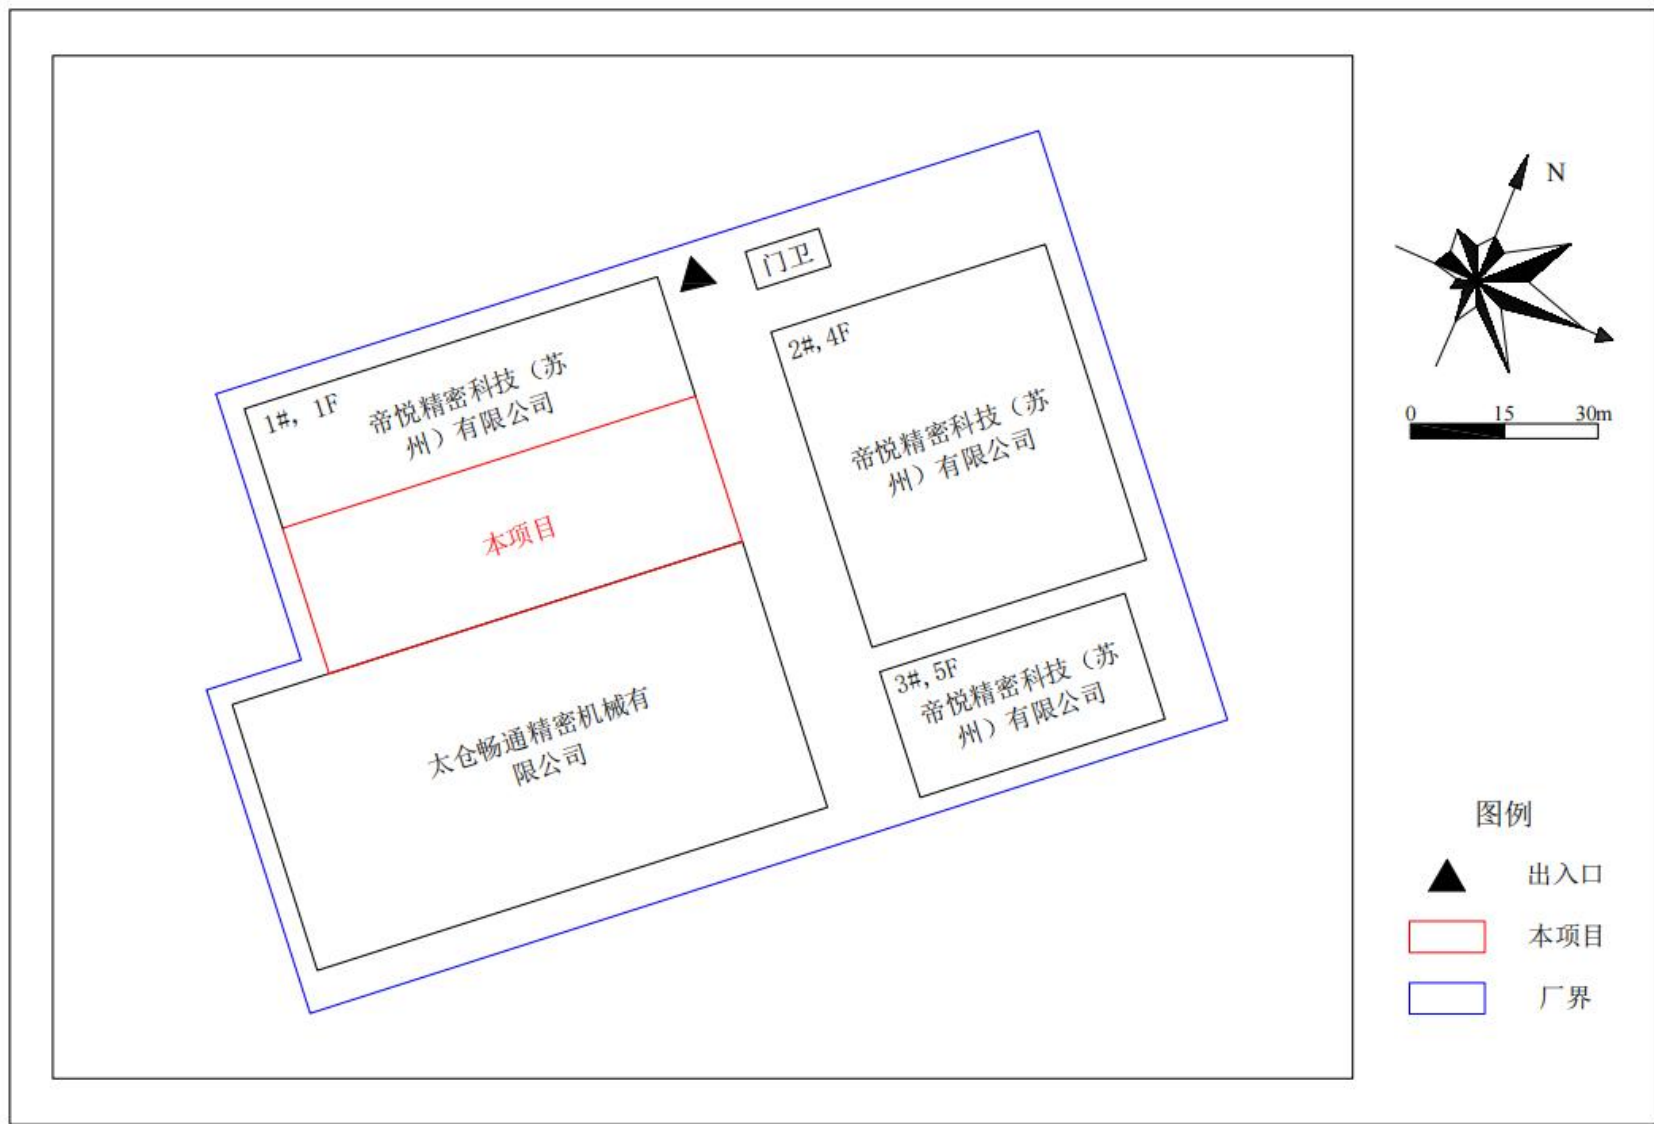 门卫
1#, 1F
帝悦精密科技（苏
州）有限公司
本项目
太仓畅通精密机械有
限公司
2#,4F
帝悦精密科技（苏
州）有限公司
3#,5F
帝悦精密科技（苏
州）有限公司
N
0 15 30m
图例
出入口
本项目
厂界